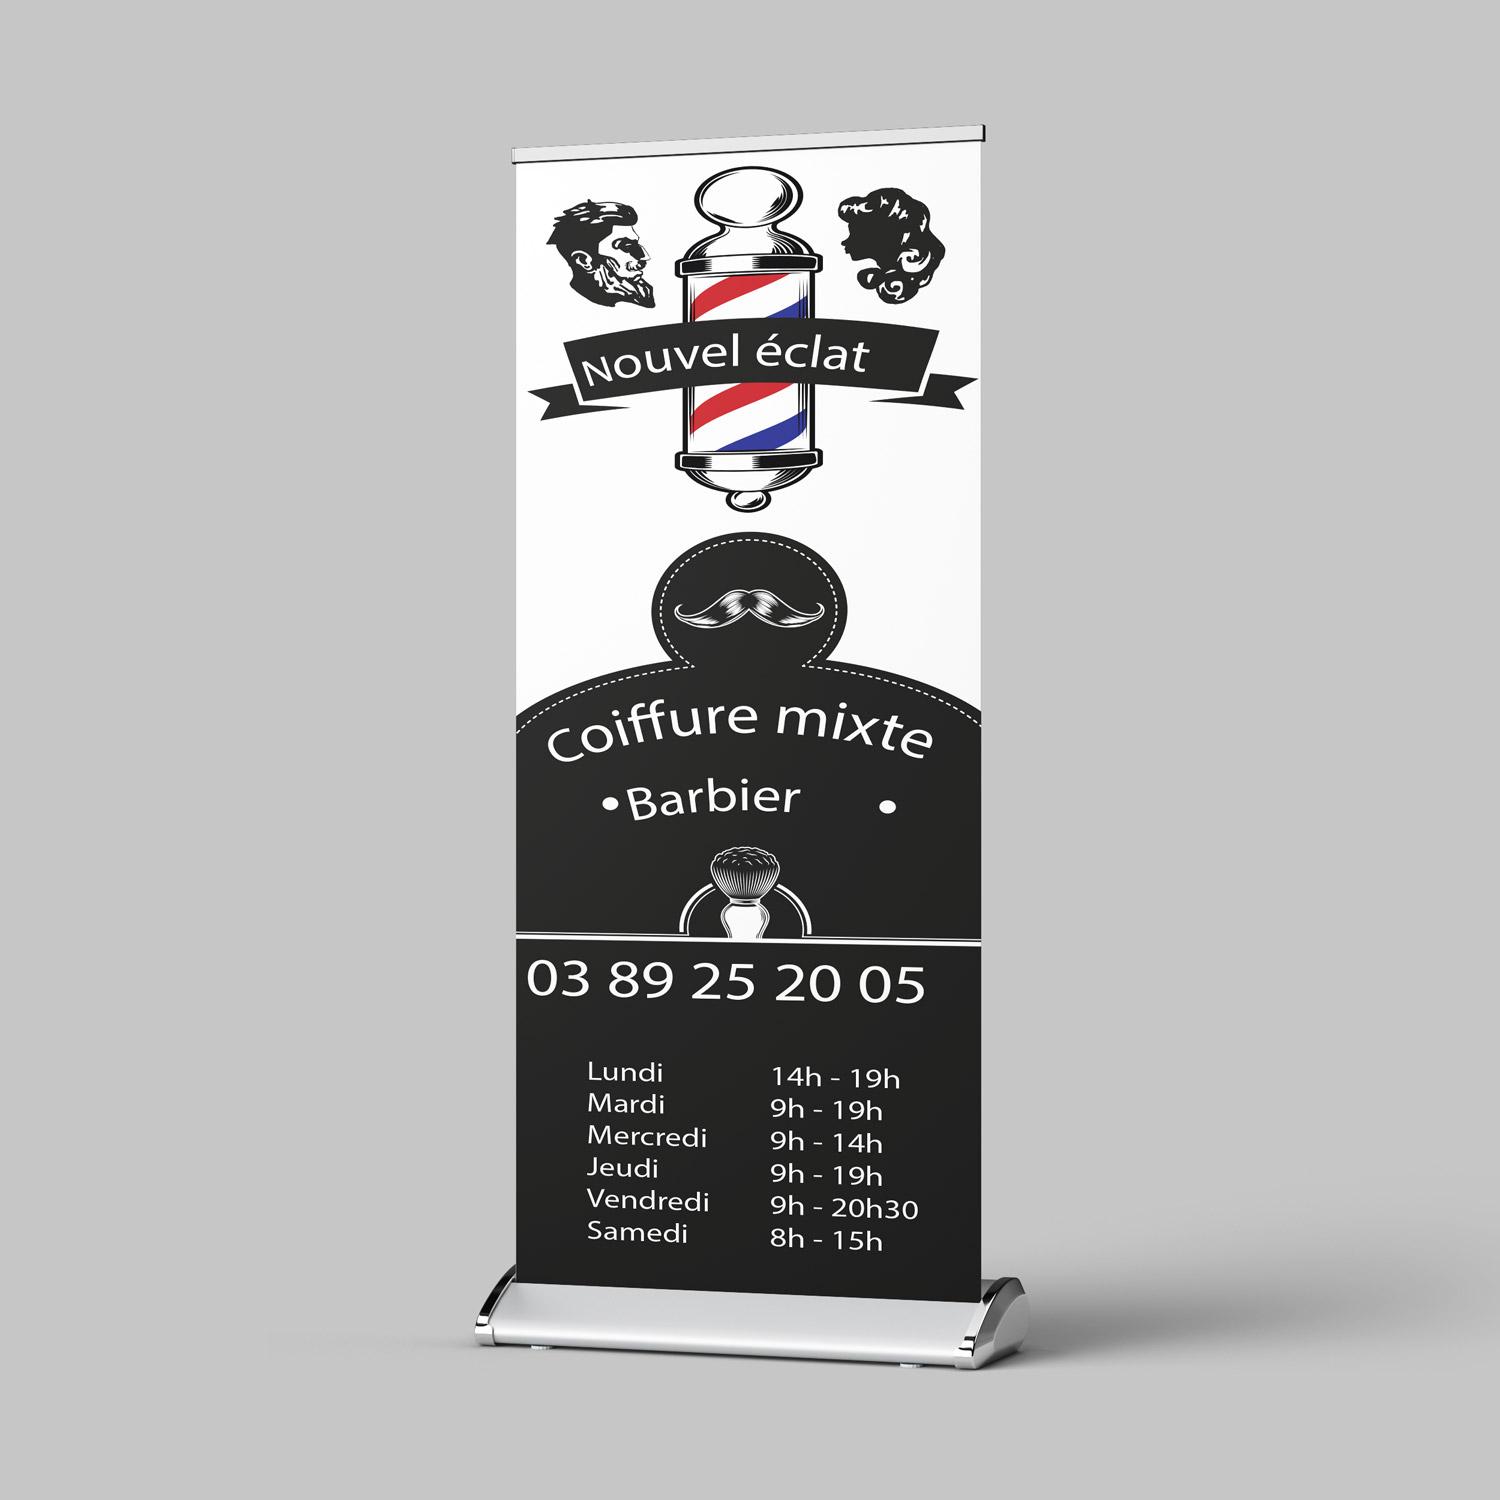 Nouvel éclat
Coiffure mixte
• Barbier •
03 89 25 20 05
Lundi 14h - 19h
Mardi 9h - 19h
Mercredi 9h - 14h
Jeudi 9h - 19h
Vendredi 9h - 20h30
Samedi 8h - 15h